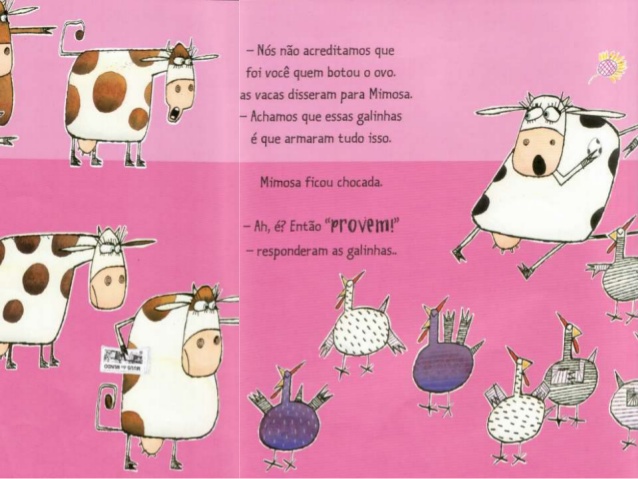 – Nós não acreditamos que
foi você quem botou o ovo.
as vacas disseram para Mimosa.
– Achamos que essas galinhas
é que armaram tudo isso.
Mimosa ficou chocada.
– Ah, é? Então "provem!"
– responderam as galinhas..